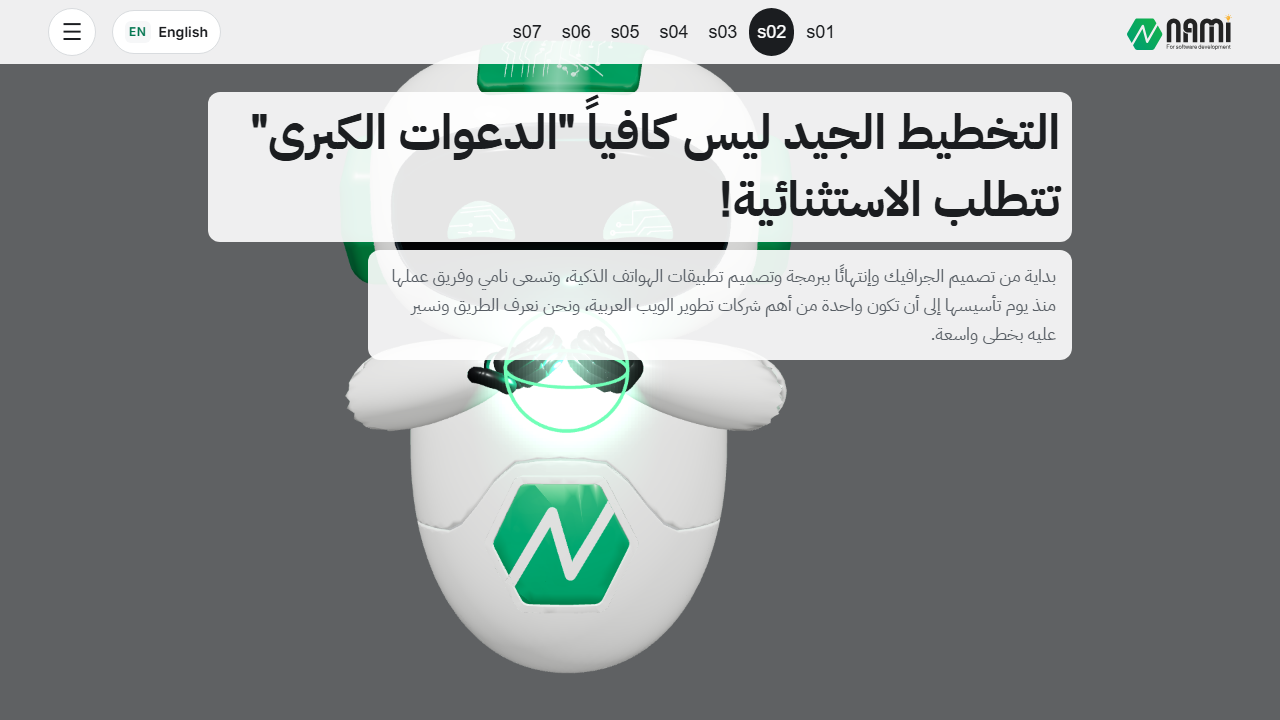 nami
For software development
s01
s02
s03
s04
s05
s06
s07
EN English
التخطيط الجيد ليس كافياً "الدعوات الكبرى"
تتطلب الاستثنائية!
بداية من تصميم الجرافيك وإنتهائًا ببرمجة وتصميم تطبيقات الهواتف الذكية، وتسعى نامي وفريق عملها
منذ يوم تأسيسها إلى أن تكون واحدة من أهم شركات تطوير الويب العربية، ونحن نعرف الطريق ونسير
عليه بخطى واسعة.
N